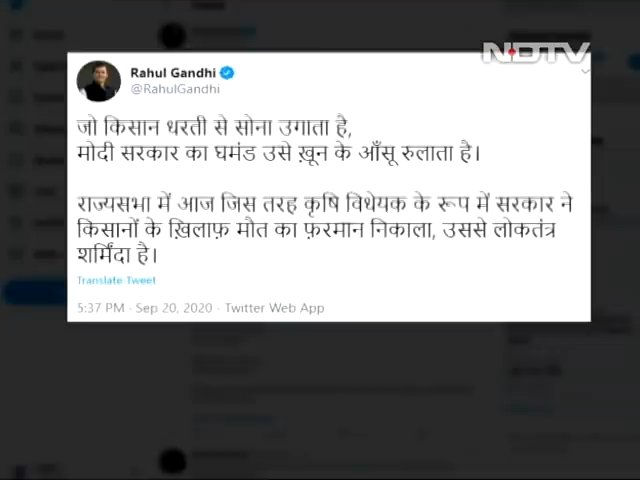 NDTV
Rahul Gandhi
@RahulGandhi
जो किसान धरती से सोना उगाता है,
मोदी सरकार का घमंड उसे ख़ून के आँसू रुलाता है।
राज्यसभा में आज जिस तरह कृषि विधेयक के रूप में सरकार ने
किसानों के ख़िलाफ़ मौत का फ़रमान निकाला, उससे लोकतंत्र
शर्मिंदा है।
Translate Tweet
5:37 PM · Sep 20, 2020 · Twitter Web App